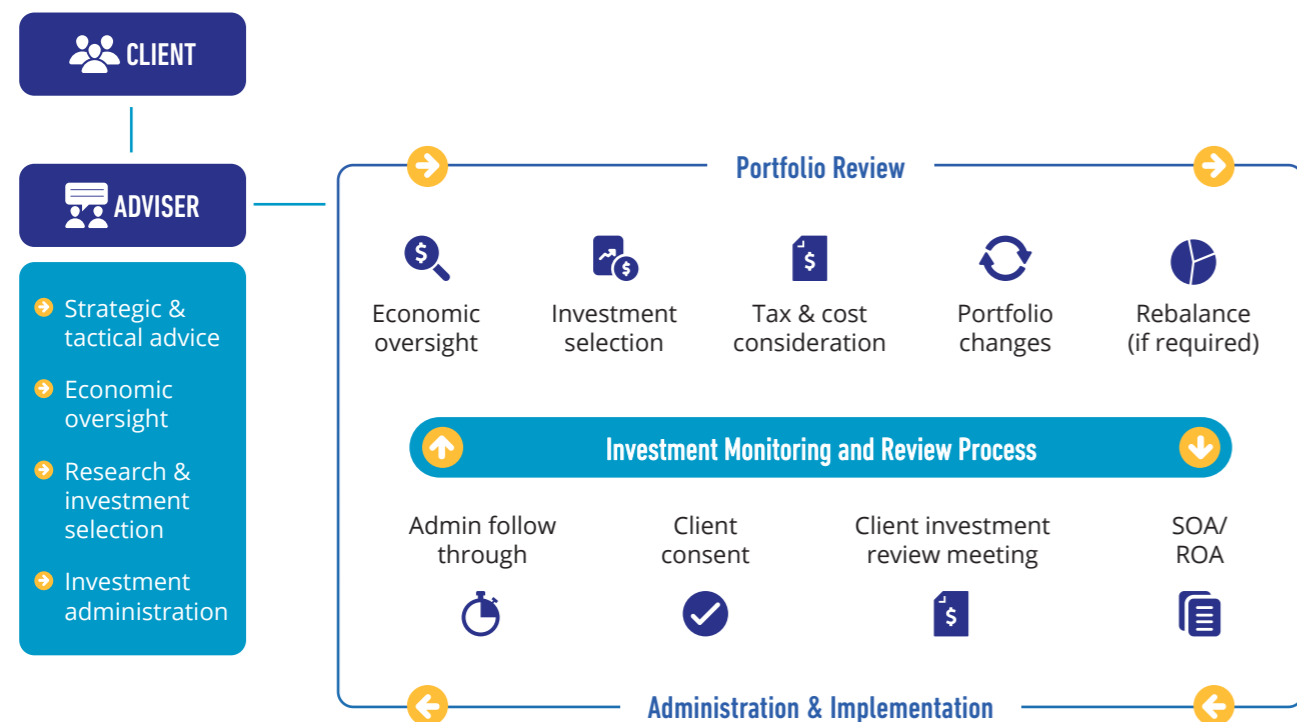 CLIENT
ADVISER
Strategic &
tactical advice
Economic
oversight
Research &
investment
selection
Investment
administration
Portfolio Review
Economic
oversight
Investment
selection
Tax & cost
consideration
Portfolio
changes
Rebalance
(if required)
Investment Monitoring and Review Process
Admin follow
through
Client
consent
Client investment
review meeting
SOA/
ROA
Administration & Implementation